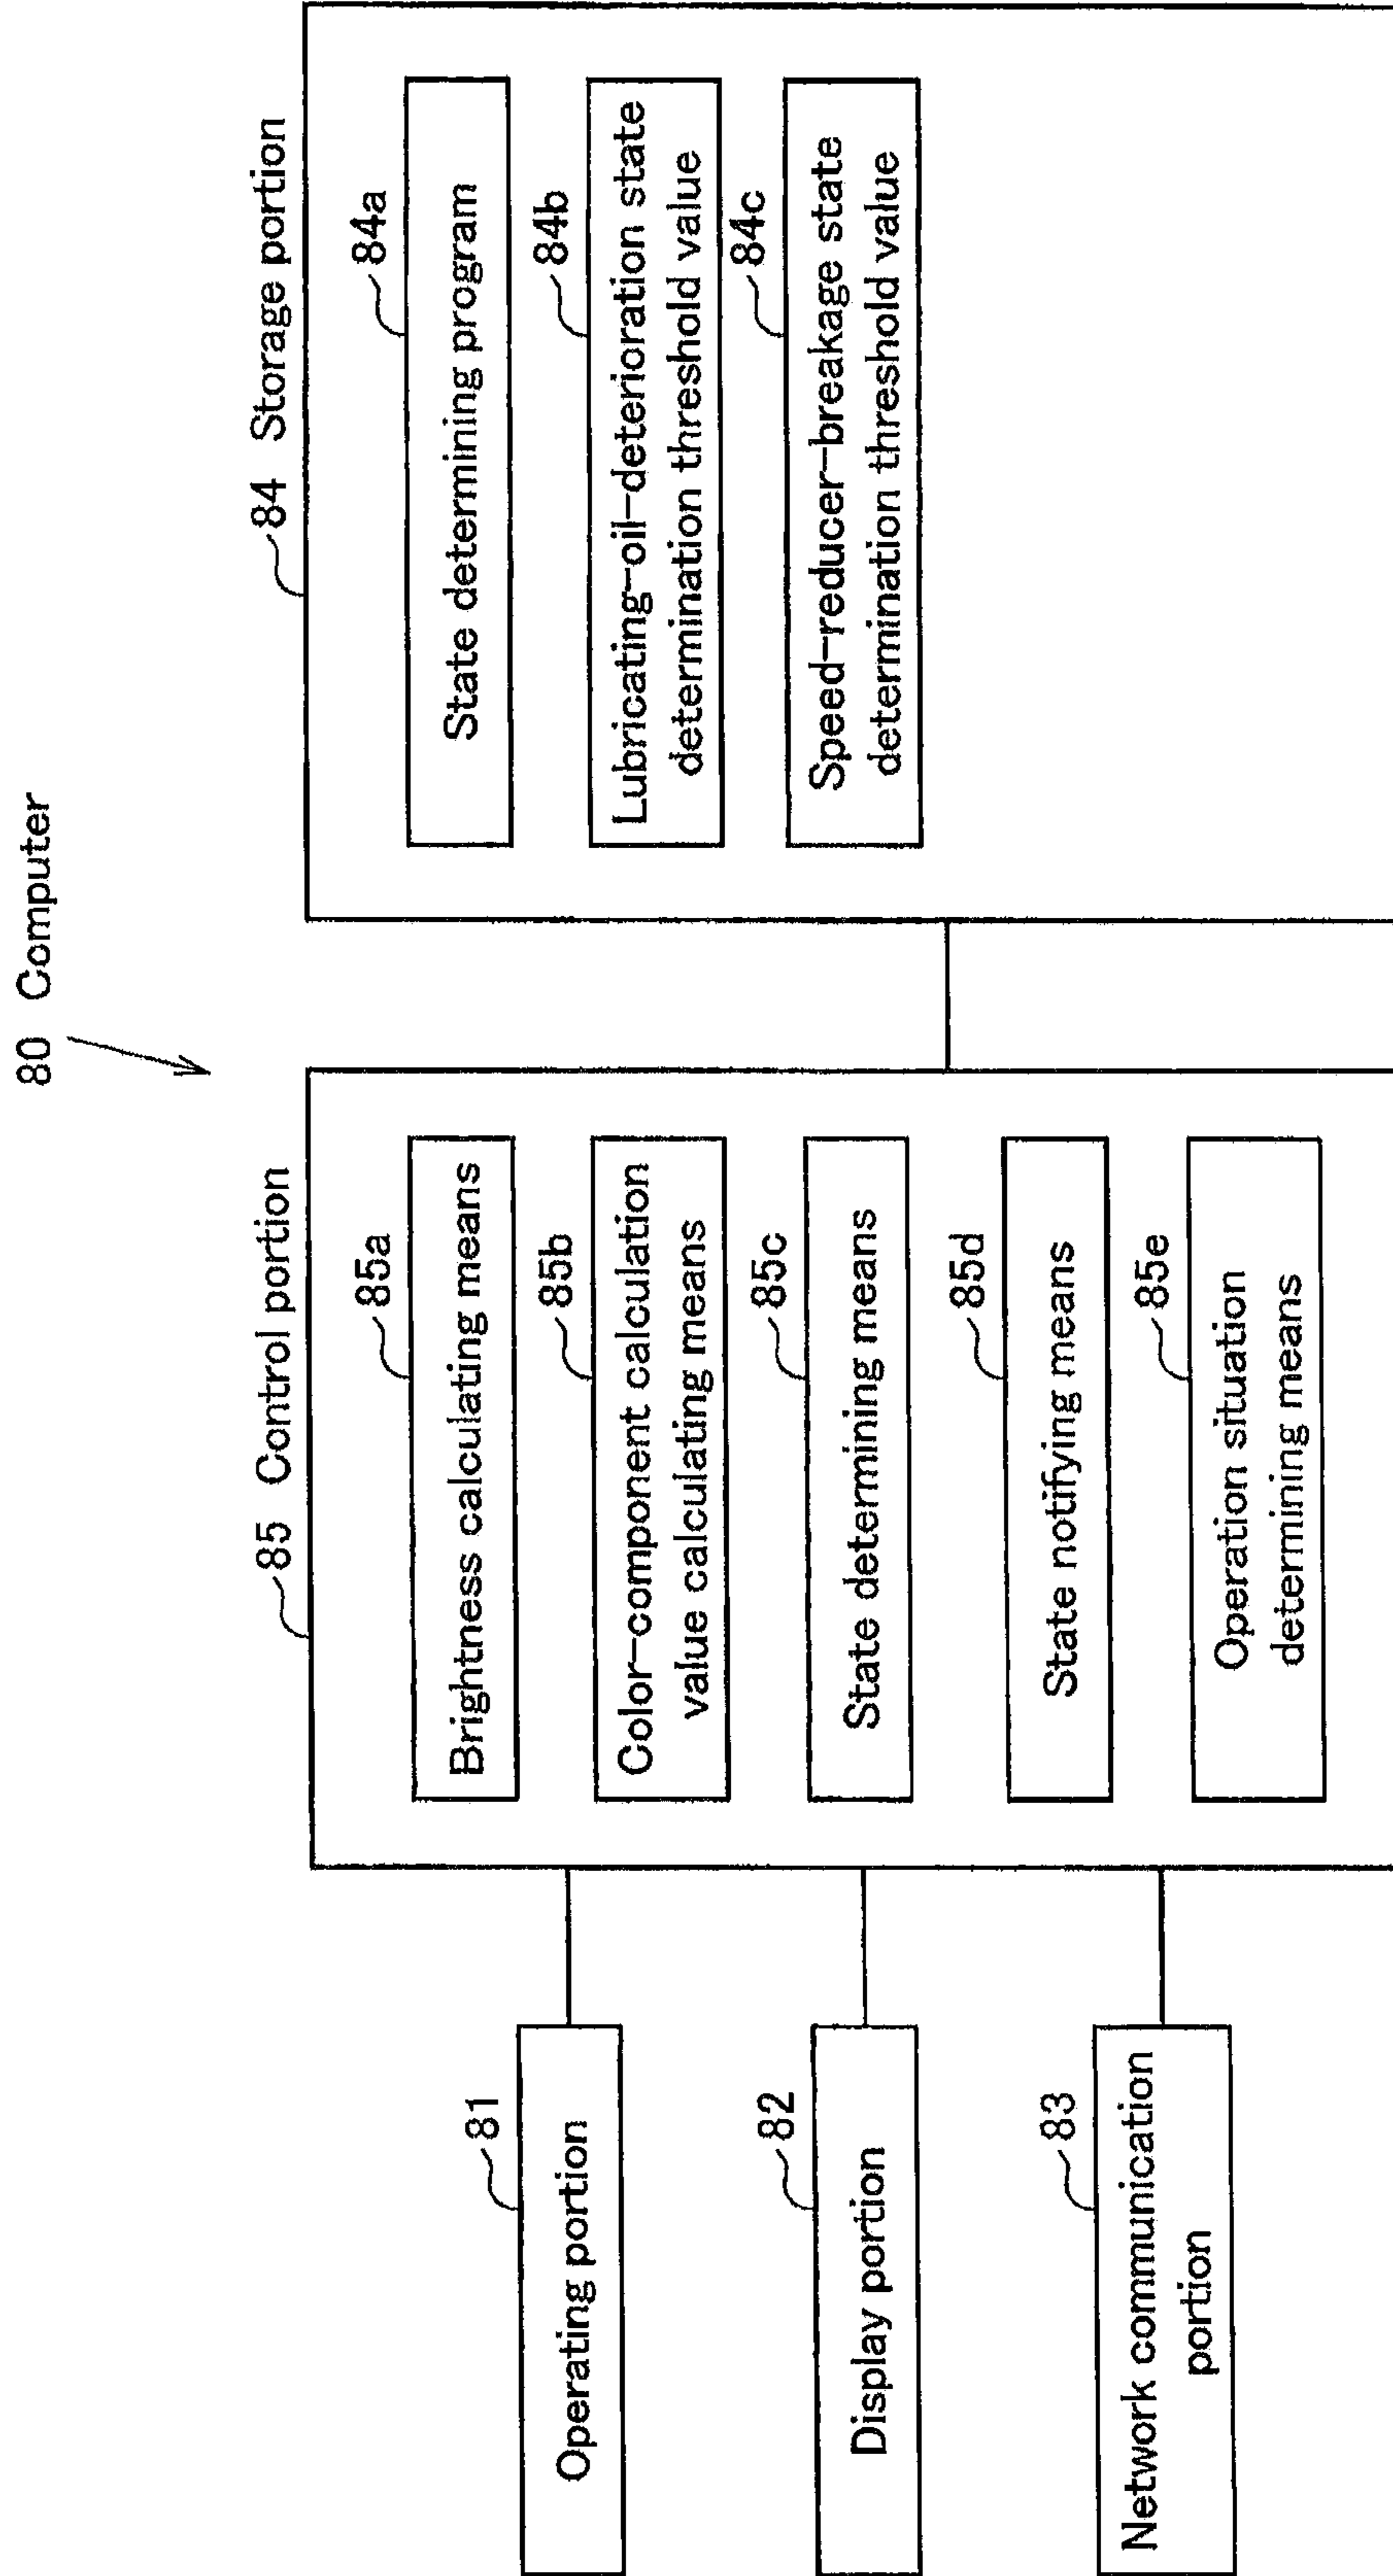 80 Computer
81
Operating portion
82
Display portion
83
Network communication
portion
85 Control portion
85a
Brightness calculating means
85b
Color-component calculation
value calculating means
85c
State determining means
85d
State notifying means
85e
Operation situation
determining means
84 Storage portion
84a
State determining program
84b
Lubricating-oil-deterioration state
determination threshold value
84c
Speed-reducer-breakage state
determination threshold value